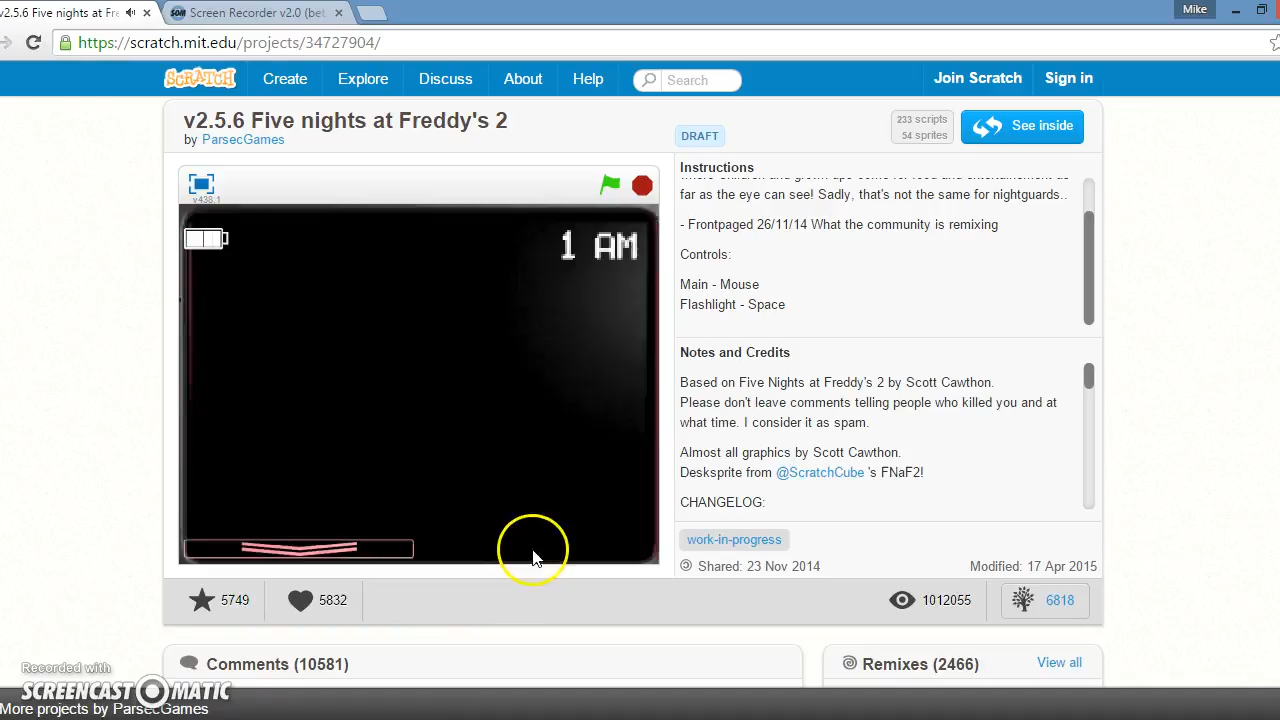 v2.5.6 Five nights at Fre
Screen Recorder v2.0 (bet
Mike
https://scratch.mit.edu/projects/34727904/
SCRATCH Create Explore Discuss About Help Search Join Scratch Sign in
v2.5.6 Five nights at Freddy's 2
by ParsecGames
DRAFT
233 scripts
54 sprites
See inside
v438.1
1 AM
Instructions
far as the eye can see! Sadly, that's not the same for nightguards..
- Frontpaged 26/11/14 What the community is remixing
Controls:
Main - Mouse
Flashlight - Space
Notes and Credits
Based on Five Nights at Freddy's 2 by Scott Cawthon.
Please don't leave comments telling people who killed you and at
what time. I consider it as spam.
Almost all graphics by Scott Cawthon.
Desksprite from @ScratchCube 's FNaF2!
CHANGELOG:
work-in-progress
Shared: 23 Nov 2014 Modified: 17 Apr 2015
5749 5832 1012055 6818
Comments (10581)
Remixes (2466) View all
Recorded with
SCREENCAST MATIC
More projects by ParsecGames